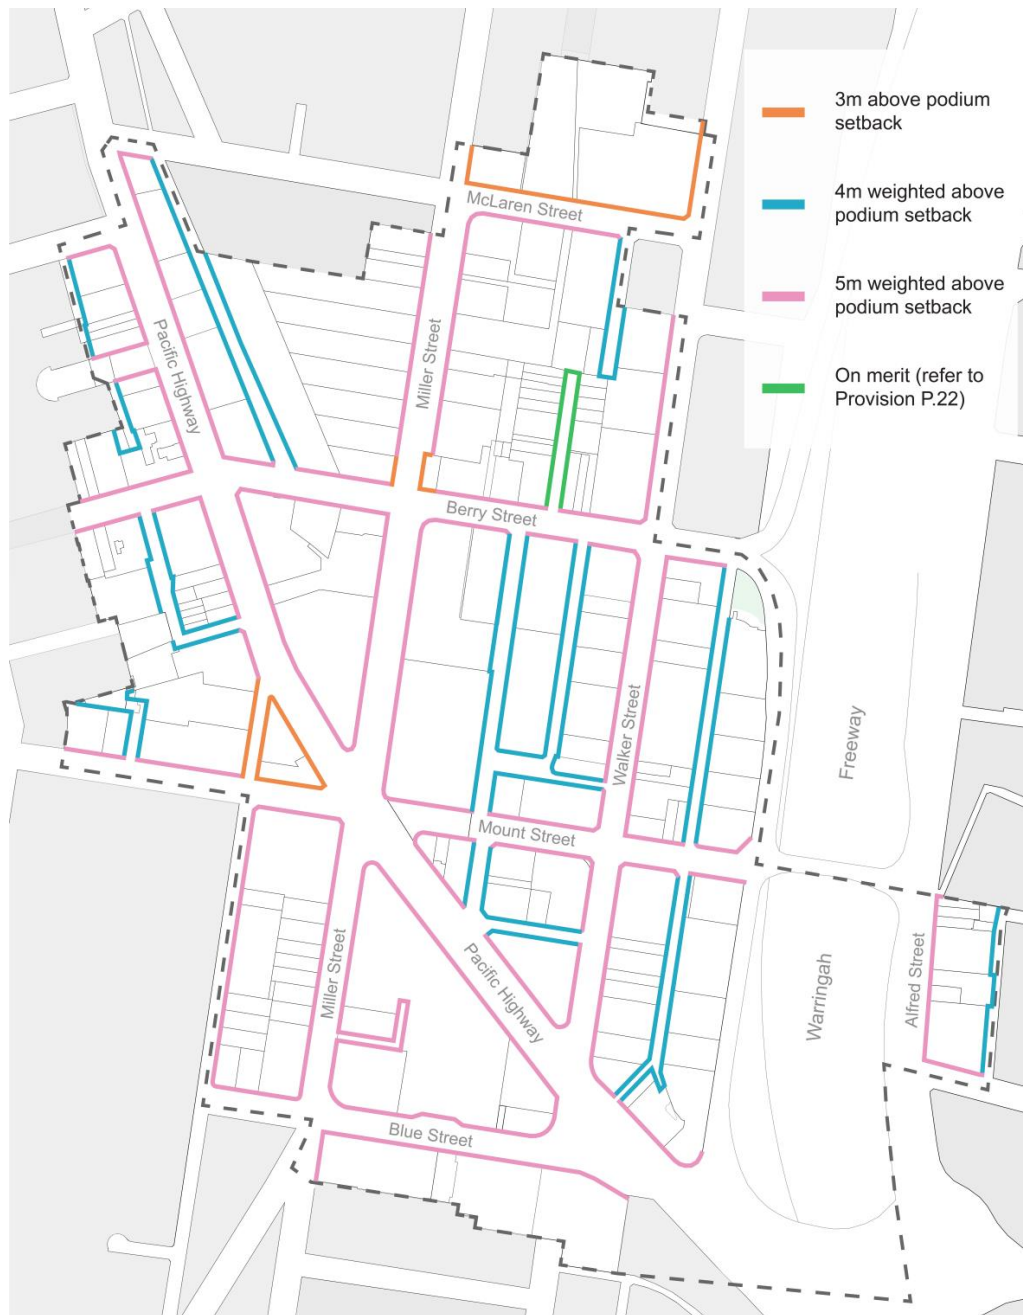 3m above podium
setback
4m weighted above
podium setback
5m weighted above
podium setback
On merit (refer to
Provision P.22)
McLaren Street
Pacific Highway
Miller Street
Berry Street
Walker Street
Freeway
Mount Street
Pacific Highway
Miller Street
Warringah
Alfred Street
Blue Street